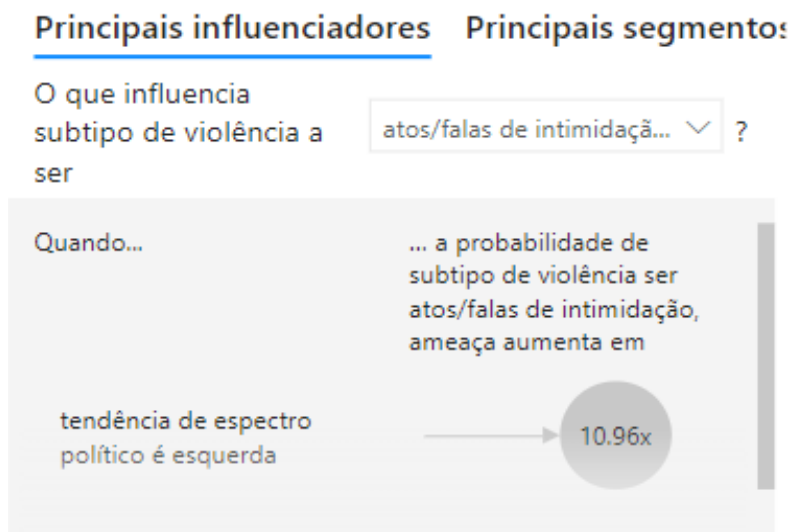 Principais influenciadores Principais segmentos
O que influencia
subtipo de violência a
ser
atos/falas de intimidaçã... ?
Quando...
... a probabilidade de
subtipo de violência ser
atos/falas de intimidação,
ameaça aumenta em
tendência de espectro
político é esquerda
10.96x